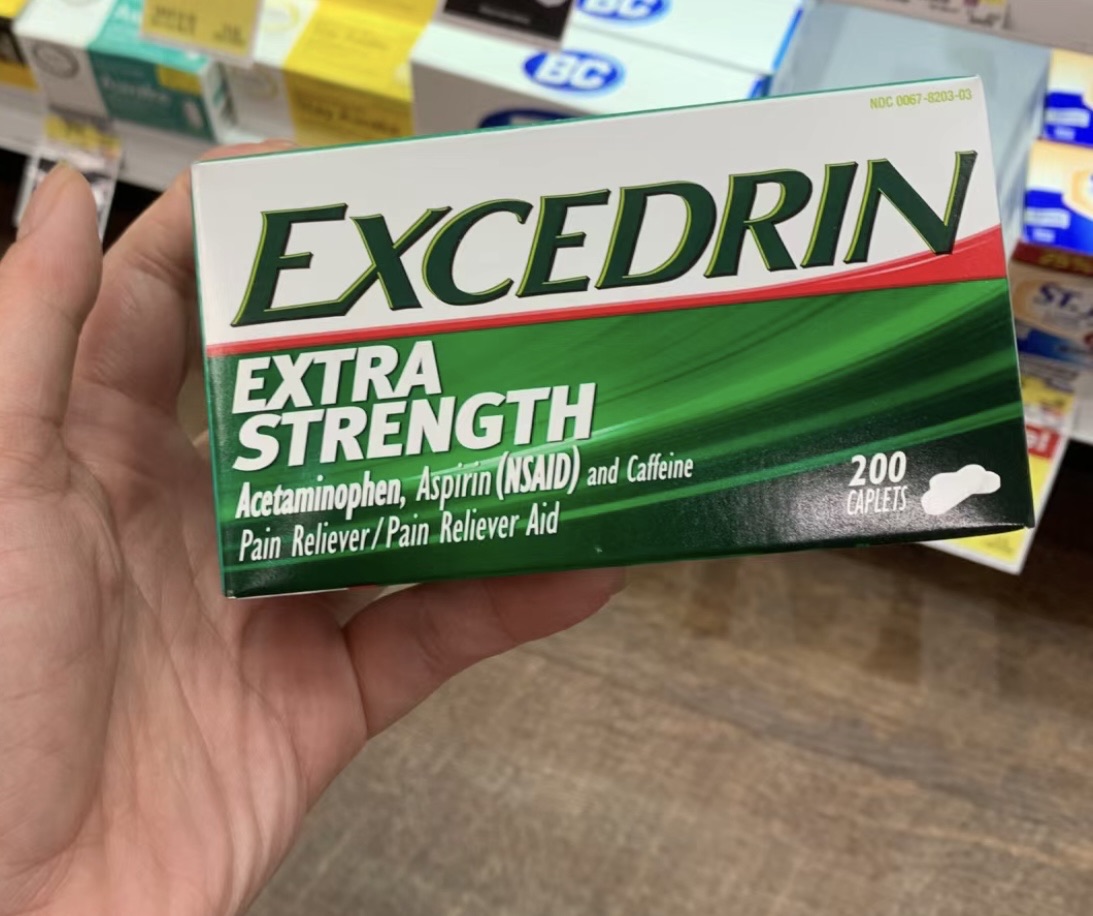 BC
BC
NDC 0067-8203-03
EXCEDRIN
EXTRA
STRENGTH
Acetaminophen, Aspirin (NSAID) and Caffeine
Pain Reliever/Pain Reliever Aid
200
CAPLETS
ST.